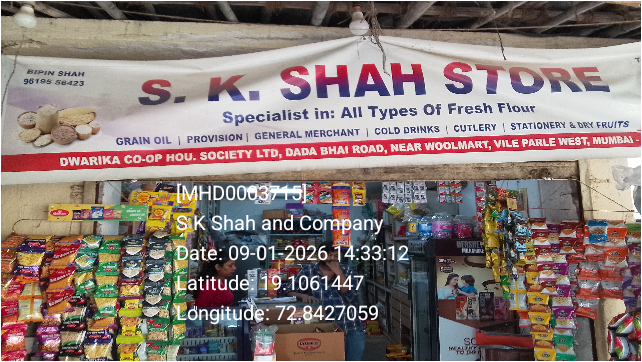 BIPIN SHAH
98195 56423
S. K. SHAH STORE
Specialist in: All Types Of Fresh Flour
GRAIN OIL | PROVISION | GENERAL MERCHANT | COLD DRINKS | CUTLERY | STATIONERY & DRY FRUITS
DWARIKA CO-OP HOU. SOCIETY LTD, DADA BHAI ROAD, NEAR WOOLMART, VILE PARLE WEST, MUMBAI -
[MHD0003715]
S K Shah and Company
Date: 09-01-2026 14:33:12
Latitude: 19.1061447
Longitude: 72.8427059
HERSHEY'S